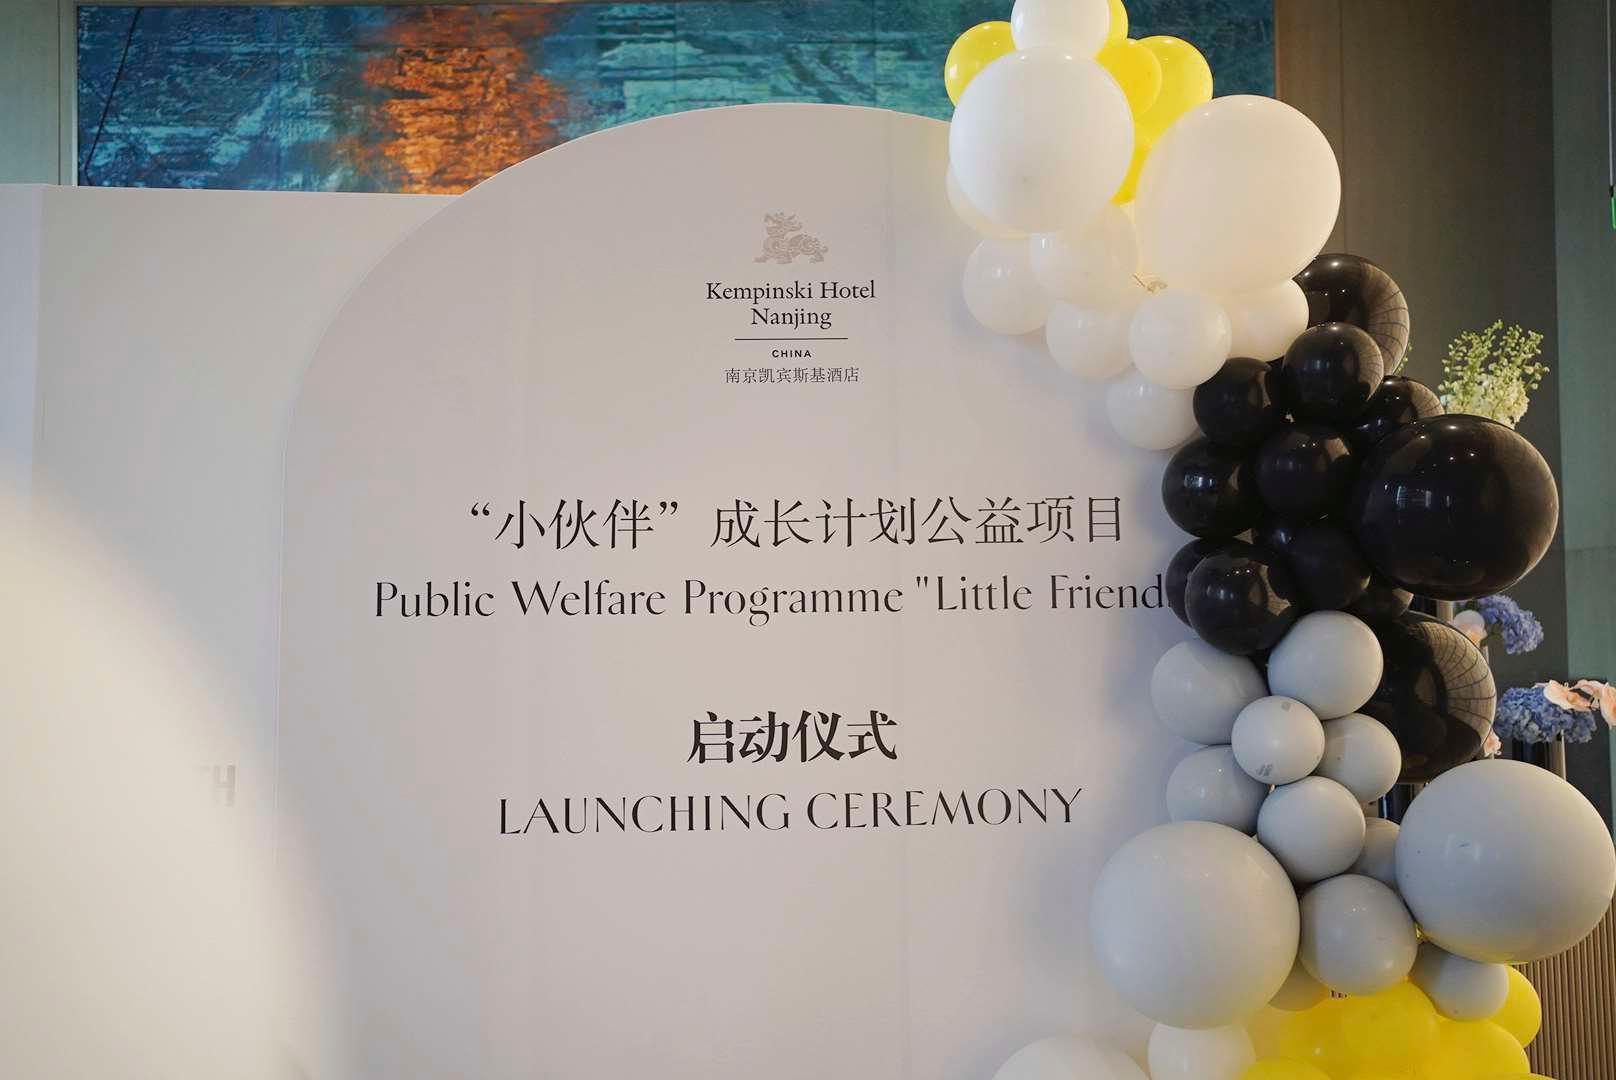 Kempinski Hotel
Nanjing
CHINA
南京凯宾斯基酒店
“小伙伴”成长计划公益项目
Public Welfare Programme "Little Friend
启动仪式
LAUNCHING CEREMONY